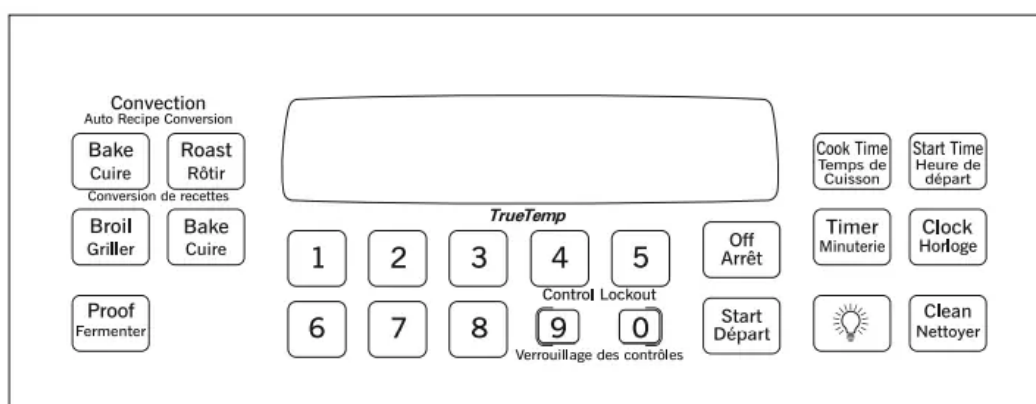 Convection
Auto Recipe Conversion
Bake
Cuire
Roast
Rôtir
Conversion de recettes
Broil
Griller
Bake
Cuire
Proof
Fermenter
TrueTemp
1 2 3 4 5
Control Lockout
6 7 8 9 0
Verrouillage des contrôles
Off
Arrêt
Start
Départ
Cook Time
Temps de
Cuisson
Start Time
Heure de
départ
Timer
Minuterie
Clock
Horloge
Clean
Nettoyer